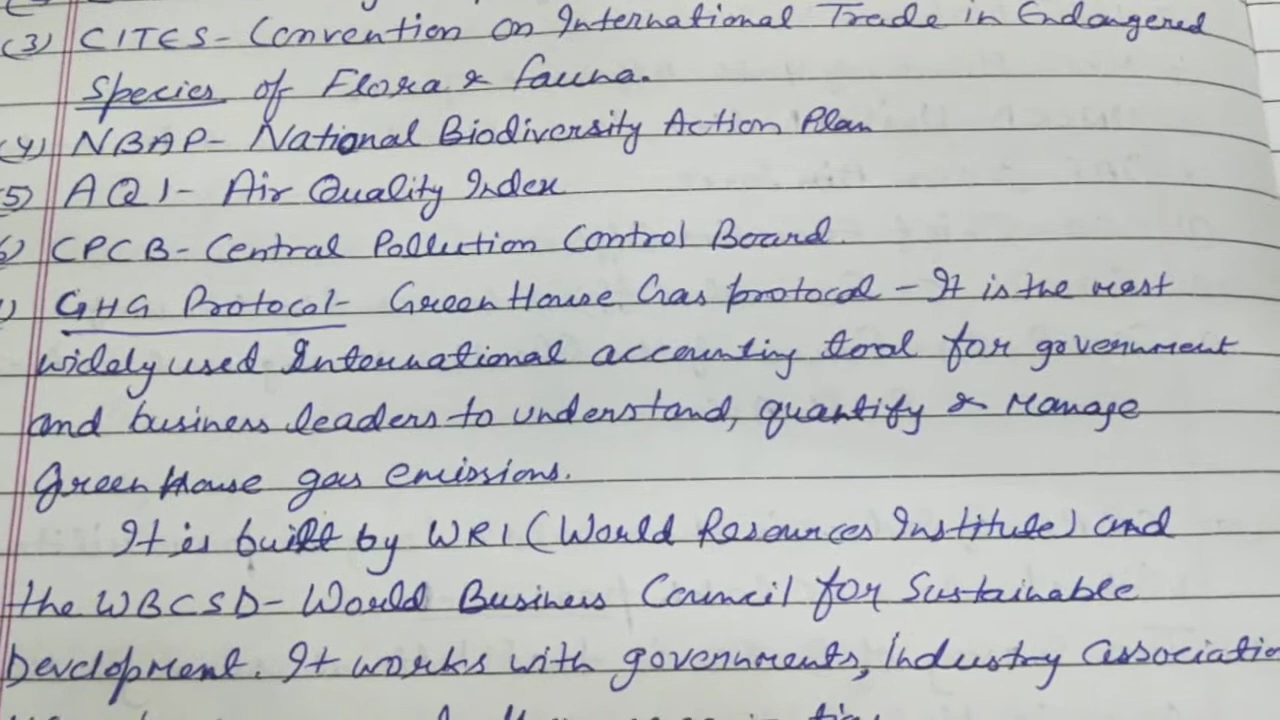 (3) CITES - Convention on International Trade in Endangered
Species of Flora & fauna.
(4) NBAP - National Biodiversity Action Plan
5) AQI - Air Quality Index
6) CPCB - Central Pollution Control Board.
) GHG Protocol - Green House Gas protocol - It is the most
widely used International accounting tool for government
and business leaders to understand, quantify & Manage
green House gas emissions.
It is built by WRI (World Resources Institute) and
the WBCSD - World Business Council for Sustainable
Development. It works with governments, Industry associatio